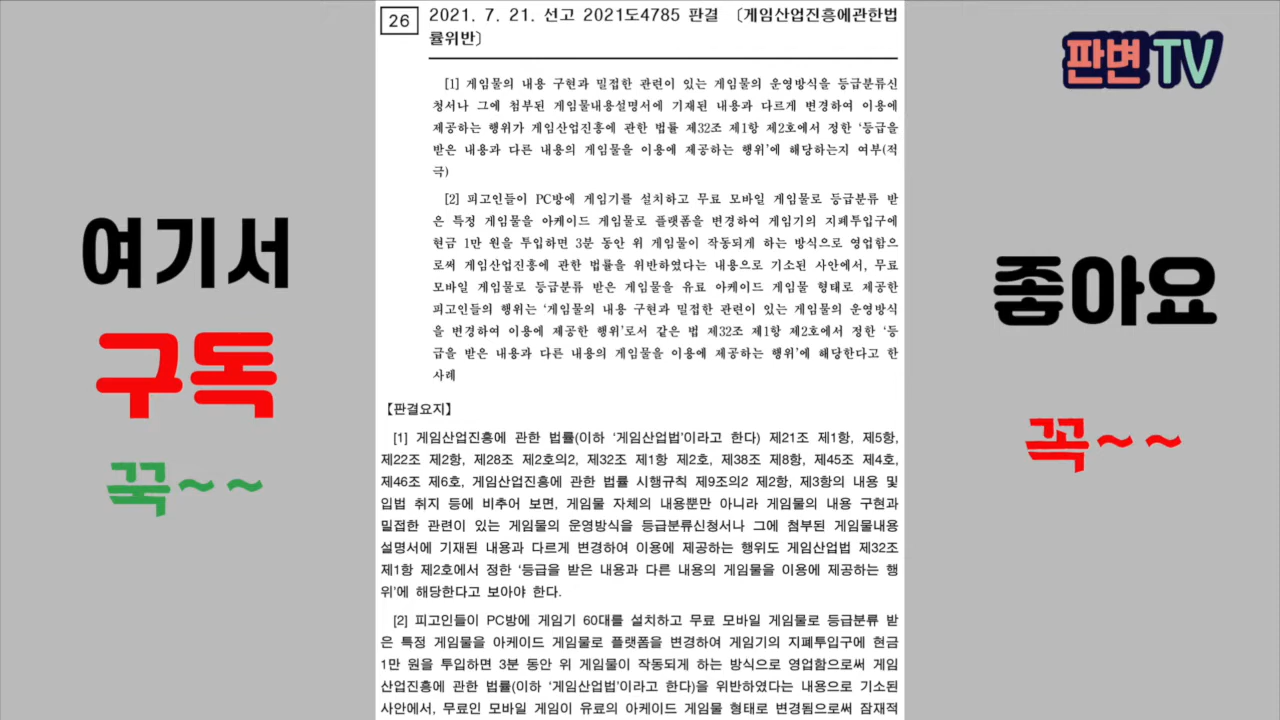 26
2021. 7. 21. 선고 2021도4785 판결 〔게임산업진흥에관한법
률위반〕
[1] 게임물의 내용 구현과 밀접한 관련이 있는 게임물의 운영방식을 등급분류신
청서나 그에 첨부된 게임물내용설명서에 기재된 내용과 다르게 변경하여 이용에
제공하는 행위가 게임산업진흥에 관한 법률 제32조 제1항 제2호에서 정한 ‘등급을
받은 내용과 다른 내용의 게임물을 이용에 제공하는 행위’에 해당하는지 여부(적
극)
[2] 피고인들이 PC방에 게임기를 설치하고 무료 모바일 게임물로 등급분류 받
은 특정 게임물을 아케이드 게임물로 플랫폼을 변경하여 게임기의 지폐투입구에
현금 1만 원을 투입하면 3분 동안 위 게임물이 작동되게 하는 방식으로 영업함으
로써 게임산업진흥에 관한 법률을 위반하였다는 내용으로 기소된 사안에서, 무료
모바일 게임물로 등급분류 받은 게임물을 유료 아케이드 게임물 형태로 제공한
피고인들의 행위는 ‘게임물의 내용 구현과 밀접한 관련이 있는 게임물의 운영방식
을 변경하여 이용에 제공한 행위’로서 같은 법 제32조 제1항 제2호에서 정한 ‘등
급을 받은 내용과 다른 내용의 게임물을 이용에 제공하는 행위’에 해당한다고 한
사례
【판결요지】
[1] 게임산업진흥에 관한 법률(이하 ‘게임산업법’이라고 한다) 제21조 제1항, 제5항,
제22조 제2항, 제28조 제2호의2, 제32조 제1항 제2호, 제38조 제8항, 제45조 제4호,
제46조 제6호, 게임산업진흥에 관한 법률 시행규칙 제9조의2 제2항, 제3항의 내용 및
입법 취지 등에 비추어 보면, 게임물 자체의 내용뿐만 아니라 게임물의 내용 구현과
밀접한 관련이 있는 게임물의 운영방식을 등급분류신청서나 그에 첨부된 게임물내용
설명서에 기재된 내용과 다르게 변경하여 이용에 제공하는 행위도 게임산업법 제32조
제1항 제2호에서 정한 ‘등급을 받은 내용과 다른 내용의 게임물을 이용에 제공하는 행
위’에 해당한다고 보아야 한다.
[2] 피고인들이 PC방에 게임기 60대를 설치하고 무료 모바일 게임물로 등급분류 받
은 특정 게임물을 아케이드 게임물로 플랫폼을 변경하여 게임기의 지폐투입구에 현금
1만 원을 투입하면 3분 동안 위 게임물이 작동되게 하는 방식으로 영업함으로써 게임
산업진흥에 관한 법률(이하 ‘게임산업법’이라고 한다)을 위반하였다는 내용으로 기소된
사안에서, 무료인 모바일 게임이 유료의 아케이드 게임물 형태로 변경됨으로써 잠재적
여기서
구독
꾹~~
판변 TV
좋아요
꼭~~